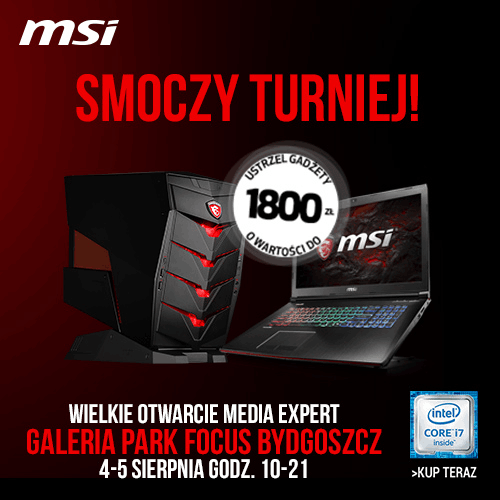 msi
SMOCZY TURNIEJ!
USTRZEL GADŻETY
1800 ZŁ
O WARTOŚCI DO
msi
msi
WIELKIE OTWARCIE MEDIA EXPERT
GALERIA PARK FOCUS BYDGOSZCZ
4-5 SIERPNIA GODZ. 10-21
intel
CORE i7
inside
>KUP TERAZ